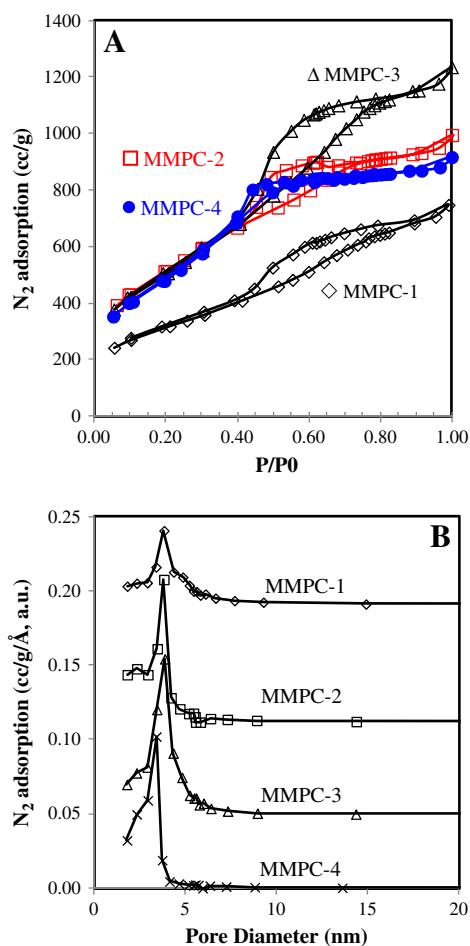 A
1400
1200
1000
800
600
400
200
0
N2 adsorption (cc/g)
Δ MMPC-3
MMPC-2
MMPC-4
MMPC-1
0.00 0.20 0.40 0.60 0.80 1.00
P/P0
B
0.25
0.20
0.15
0.10
0.05
0.00
N2 adsorption (cc/g/Å, a.u.)
MMPC-1
MMPC-2
MMPC-3
MMPC-4
0 5 10 15 20
Pore Diameter (nm)